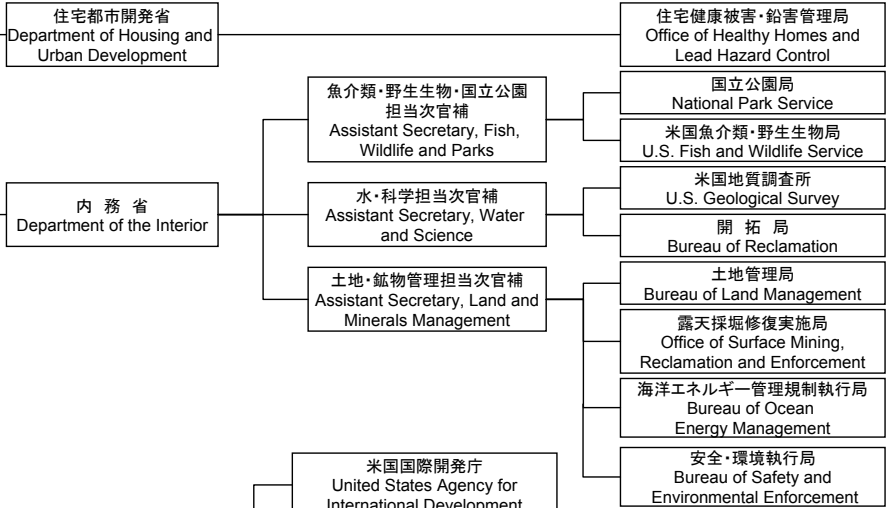 住宅都市開発省
Department of Housing and
Urban Development
住宅健康被害・鉛害管理局
Office of Healthy Homes and
Lead Hazard Control
魚介類・野生生物・国立公園
担当次官補
Assistant Secretary, Fish,
Wildlife and Parks
国立公園局
National Park Service
米国魚介類・野生生物局
U.S. Fish and Wildlife Service
内 務 省
Department of the Interior
水・科学担当次官補
Assistant Secretary, Water
and Science
米国地質調査所
U.S. Geological Survey
開 拓 局
Bureau of Reclamation
土地・鉱物管理担当次官補
Assistant Secretary, Land and
Minerals Management
土地管理局
Bureau of Land Management
露天採堀修復実施局
Office of Surface Mining,
Reclamation and Enforcement
海洋エネルギー管理規制執行局
Bureau of Ocean
Energy Management
安全・環境執行局
Bureau of Safety and
Environmental Enforcement
米国国際開発庁
United States Agency for
International Development